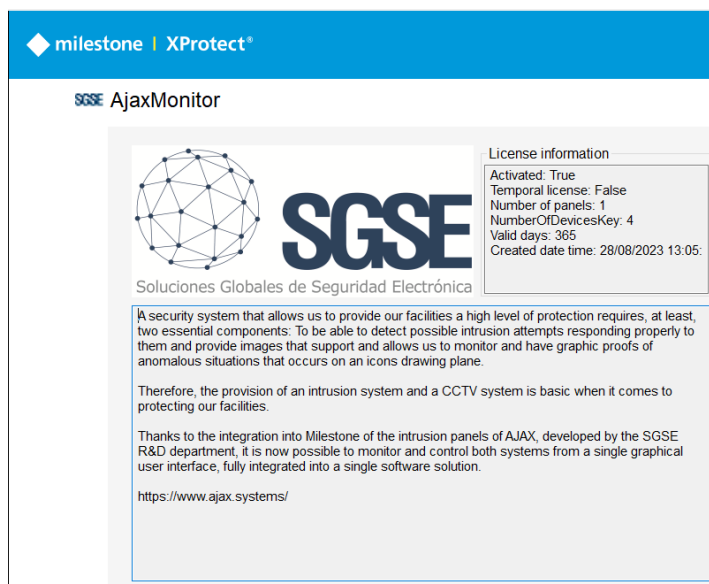 milestone | XProtect®
SGSE AjaxMonitor
SGSE
Soluciones Globales de Seguridad Electrónica
License information
Activated: True
Temporal license: False
Number of panels: 1
NumberOfDevicesKey: 4
Valid days: 365
Created date time: 28/08/2023 13:05:
A security system that allows us to provide our facilities a high level of protection requires, at least,
two essential components: To be able to detect possible intrusion attempts responding properly to
them and provide images that support and allows us to monitor and have graphic proofs of
anomalous situations that occurs on an icons drawing plane.
Therefore, the provision of an intrusion system and a CCTV system is basic when it comes to
protecting our facilities.
Thanks to the integration into Milestone of the intrusion panels of AJAX, developed by the SGSE
R&D department, it is now possible to monitor and control both systems from a single graphical
user interface, fully integrated into a single software solution.
https://www.ajax.systems/